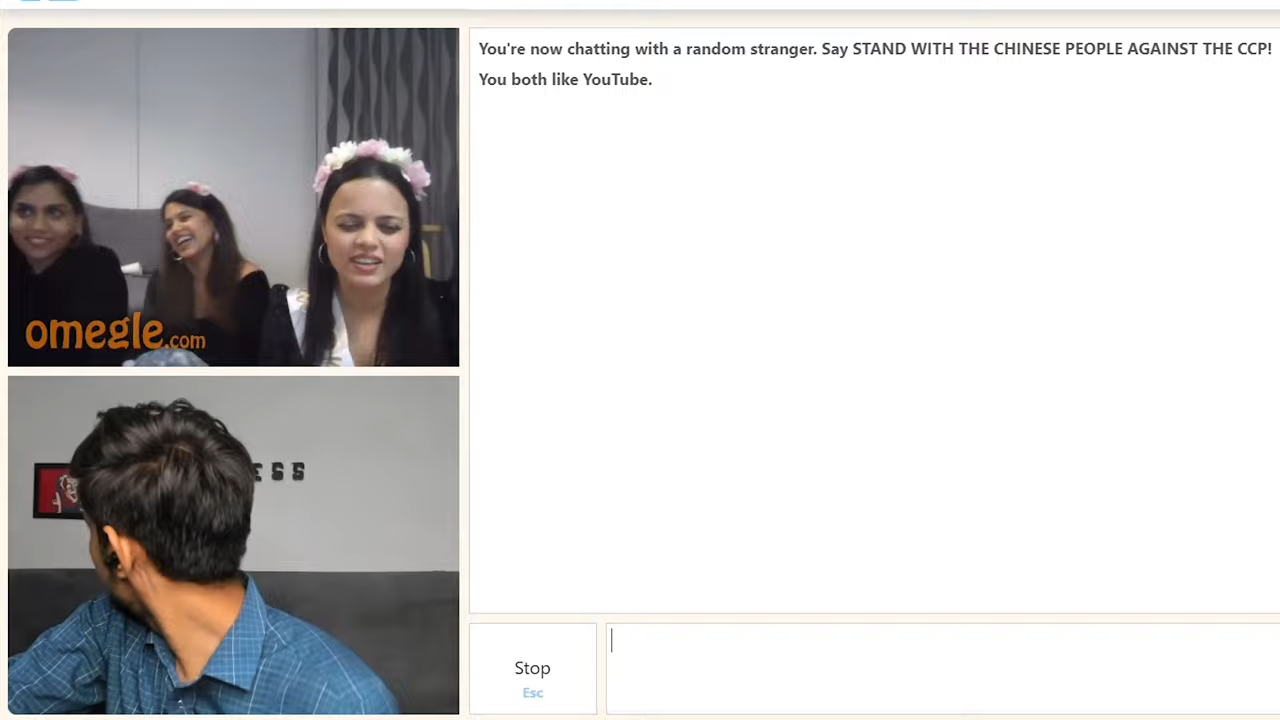 You're now chatting with a random stranger. Say STAND WITH THE CHINESE PEOPLE AGAINST THE CCP!
You both like YouTube.
omegle.com
ESS
Stop
Esc